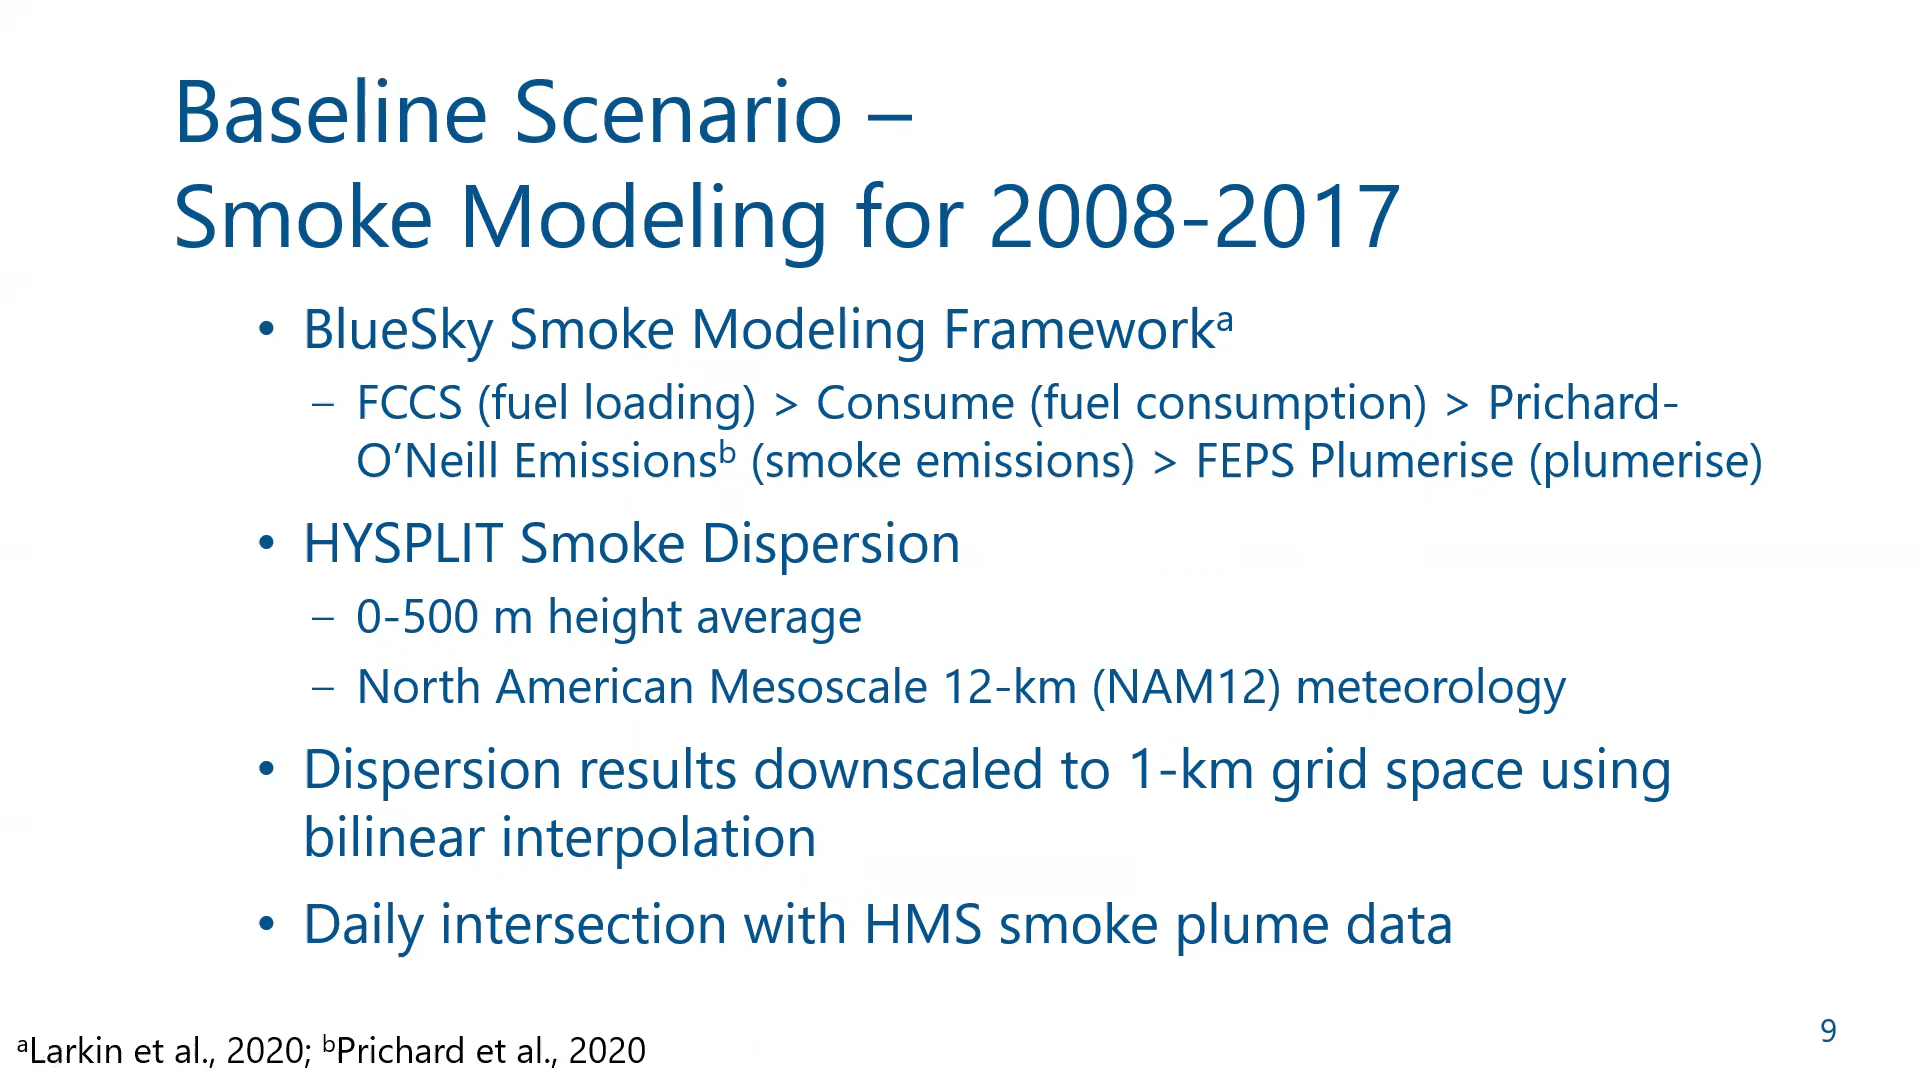 Baseline Scenario –
Smoke Modeling for 2008-2017
• BlueSky Smoke Modeling Frameworkᵃ
– FCCS (fuel loading) > Consume (fuel consumption) > Prichard-
O’Neill Emissionsᵇ (smoke emissions) > FEPS Plumerise (plumerise)
• HYSPLIT Smoke Dispersion
– 0-500 m height average
– North American Mesoscale 12-km (NAM12) meteorology
• Dispersion results downscaled to 1-km grid space using
bilinear interpolation
• Daily intersection with HMS smoke plume data
ᵃLarkin et al., 2020; ᵇPrichard et al., 2020
9